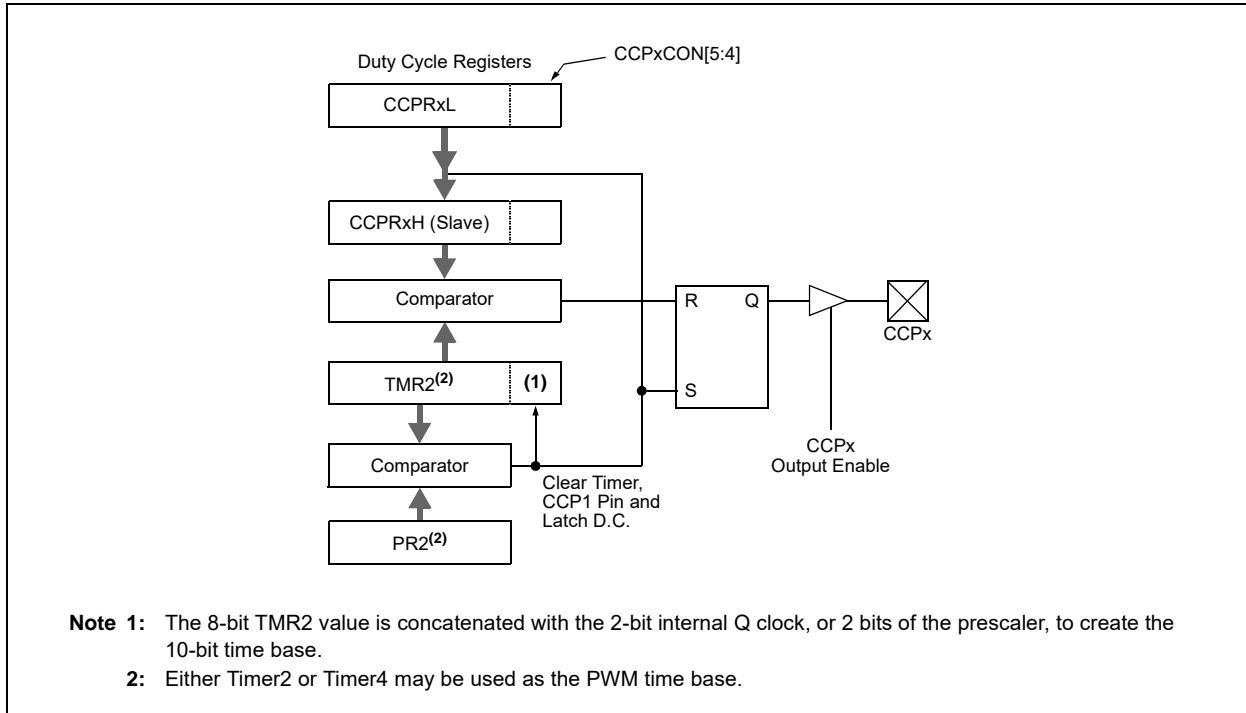 Duty Cycle Registers
CCPxCON[5:4]
CCPRxL
CCPRxH (Slave)
Comparator
R
Q
CCPx
TMR2(2)
(1)
S
Comparator
CCPx
Output Enable
Clear Timer,
CCP1 Pin and
Latch D.C.
PR2(2)
Note 1: The 8-bit TMR2 value is concatenated with the 2-bit internal Q clock, or 2 bits of the prescaler, to create the
10-bit time base.
2: Either Timer2 or Timer4 may be used as the PWM time base.